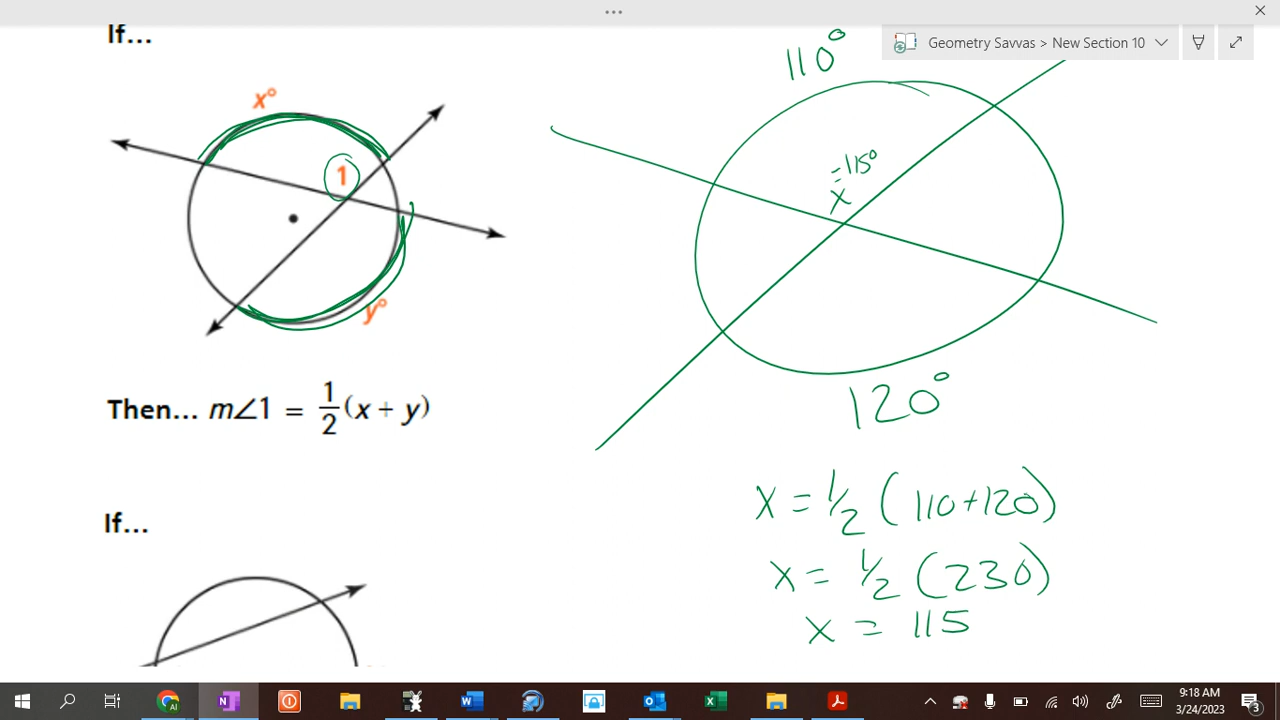 Geometry Savvas > New Section 10
If...
x°
1
y°
Then... m∠1 = 1/2(x + y)
If...
110°
=115°
x
120°
x = 1/2 (110+120)
x = 1/2 (230)
x = 115
9:18 AM
3/24/2023
3